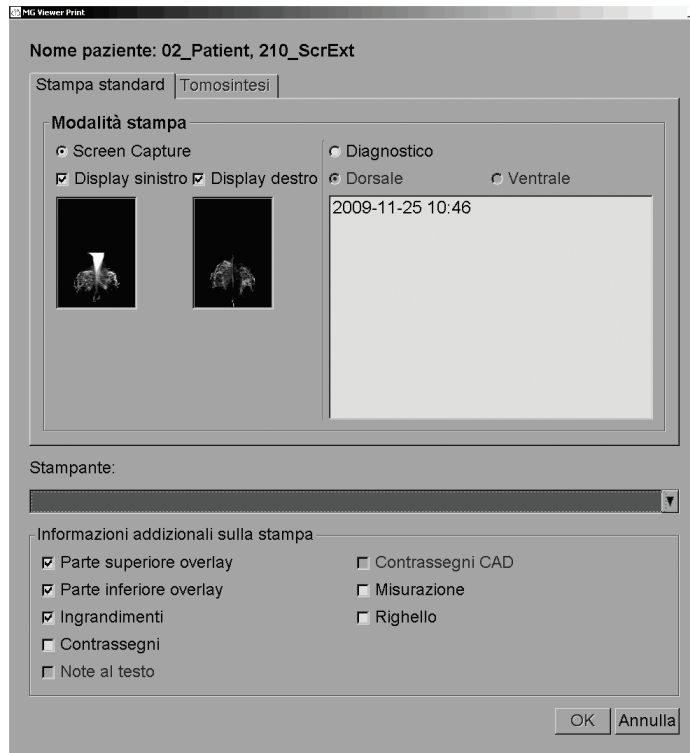 MG Viewer Print
Nome paziente: 02_Patient, 210_ScrExt
Stampa standard Tomosintesi
Modalità stampa
Screen Capture Diagnostico
Display sinistro Display destro Dorsale Ventrale
2009-11-25 10:46
Stampante:
Informazioni addizionali sulla stampa
Parte superiore overlay Contrassegni CAD
Parte inferiore overlay Misurazione
Ingrandimenti Righello
Contrassegni
Note al testo
OK Annulla